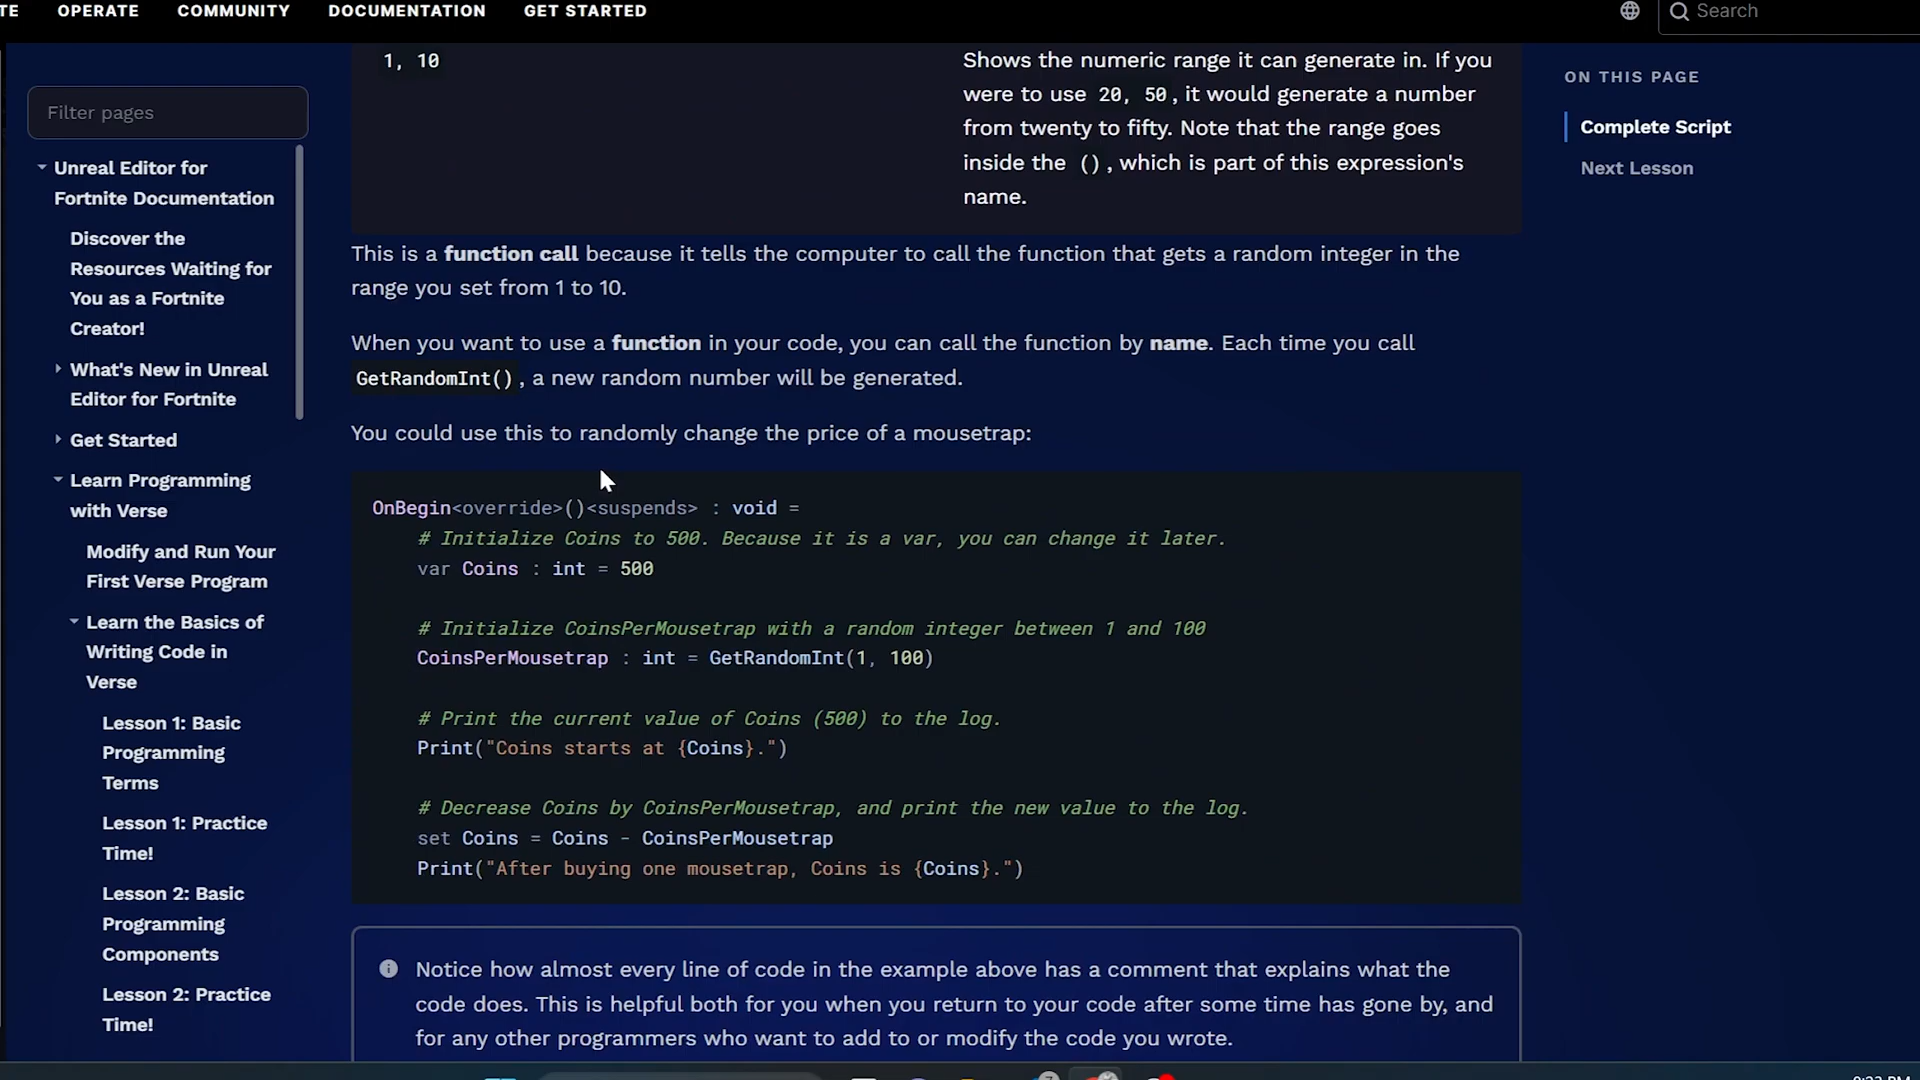 TE OPERATE COMMUNITY DOCUMENTATION GET STARTED
Search
Filter pages
Unreal Editor for
Fortnite Documentation
Discover the
Resources Waiting for
You as a Fortnite
Creator!
What's New in Unreal
Editor for Fortnite
Get Started
Learn Programming
with Verse
Modify and Run Your
First Verse Program
Learn the Basics of
Writing Code in
Verse
Lesson 1: Basic
Programming
Terms
Lesson 1: Practice
Time!
Lesson 2: Basic
Programming
Components
Lesson 2: Practice
Time!
1, 10
Shows the numeric range it can generate in. If you
were to use 20, 50, it would generate a number
from twenty to fifty. Note that the range goes
inside the (), which is part of this expression's
name.
This is a function call because it tells the computer to call the function that gets a random integer in the
range you set from 1 to 10.
When you want to use a function in your code, you can call the function by name. Each time you call
GetRandomInt(), a new random number will be generated.
You could use this to randomly change the price of a mousetrap:
OnBegin<override>()<suspends> : void =
# Initialize Coins to 500. Because it is a var, you can change it later.
var Coins : int = 500
# Initialize CoinsPerMousetrap with a random integer between 1 and 100
CoinsPerMousetrap : int = GetRandomInt(1, 100)
# Print the current value of Coins (500) to the log.
Print("Coins starts at {Coins}.")
# Decrease Coins by CoinsPerMousetrap, and print the new value to the log.
set Coins = Coins - CoinsPerMousetrap
Print("After buying one mousetrap, Coins is {Coins}.")
Notice how almost every line of code in the example above has a comment that explains what the
code does. This is helpful both for you when you return to your code after some time has gone by, and
for any other programmers who want to add to or modify the code you wrote.
ON THIS PAGE
Complete Script
Next Lesson